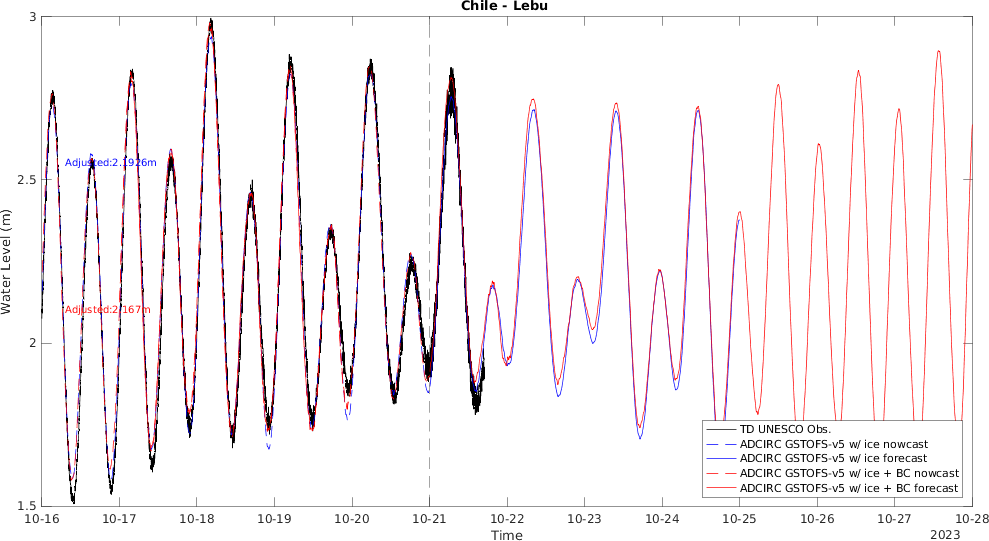 Chile - Lebu
3
2.5
2
1.5
Water Level (m)
Adjusted:2.1926m
Adjusted:2.167m
TD UNESCO Obs.
ADCIRC GSTOFS-v5 w/ ice nowcast
ADCIRC GSTOFS-v5 w/ ice forecast
ADCIRC GSTOFS-v5 w/ ice + BC nowcast
ADCIRC GSTOFS-v5 w/ ice + BC forecast
10-16 10-17 10-18 10-19 10-20 10-21 10-22 10-23 10-24 10-25 10-26 10-27 10-28
Time
2023